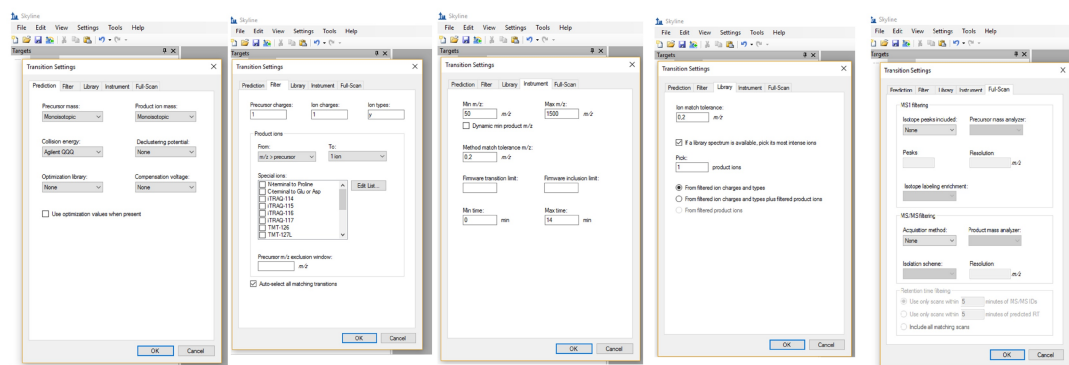 Skyline
File Edit View Settings Tools Help
Targets
Transition Settings
Prediction Filter Library Instrument Full-Scan
Precursor mass: Product ion mass:
Monoisotopic Monoisotopic
Collision energy: Declustering potential:
Agilent QQQ None
Optimization library: Compensation voltage:
None None
Use optimization values when present
OK Cancel
Skyline
File Edit View Settings Tools Help
Targets
Transition Settings
Prediction Filter Library Instrument Full-Scan
Precursor charges: Ion charges: Ion types:
1 1 y
Product ions
From: To:
m/z > precursor 1 ion
Special ions:
N-terminal to Proline Edit List...
C-terminal to Glu or Asp
iTRAQ-114
iTRAQ-115
iTRAQ-116
iTRAQ-117
TMT-126
TMT-127L
Precursor m/z exclusion window:
m/z
Auto-select all matching transitions
OK Cancel
Skyline
File Edit View Settings Tools Help
Targets
Transition Settings
Prediction Filter Library Instrument Full-Scan
Min m/z: Max m/z:
50 m/z 1500 m/z
Dynamic min product m/z
Method match tolerance m/z:
0,2 m/z
Firmware transition limit: Firmware inclusion limit:
Min time: Max time:
0 min 14 min
OK Cancel
Skyline
File Edit View Settings Tools Help
Targets
Transition Settings
Prediction Filter Library Instrument Full-Scan
Ion match tolerance:
0,2 m/z
If a library spectrum is available, pick its most intense ions
Pick:
1 product ions
From filtered ion charges and types
From filtered ion charges and types plus filtered product ions
From filtered product ions
OK Cancel
Skyline
File Edit View Settings Tools Help
Targets
Transition Settings
Prediction Filter Library Instrument Full-Scan
MS1 filtering
Isotope peaks included: Precursor mass analyzer:
None
Peaks Resolution
m/z
Isotope labeling enrichment:
MS/MS filtering
Acquisition method: Product mass analyzer:
None
Isolation scheme: Resolution
m/z
Retention time filtering
Use only scans within 5 minutes of MS/MS IDs
Use only scans within 5 minutes of predicted RT
Include all matching scans
OK Cancel